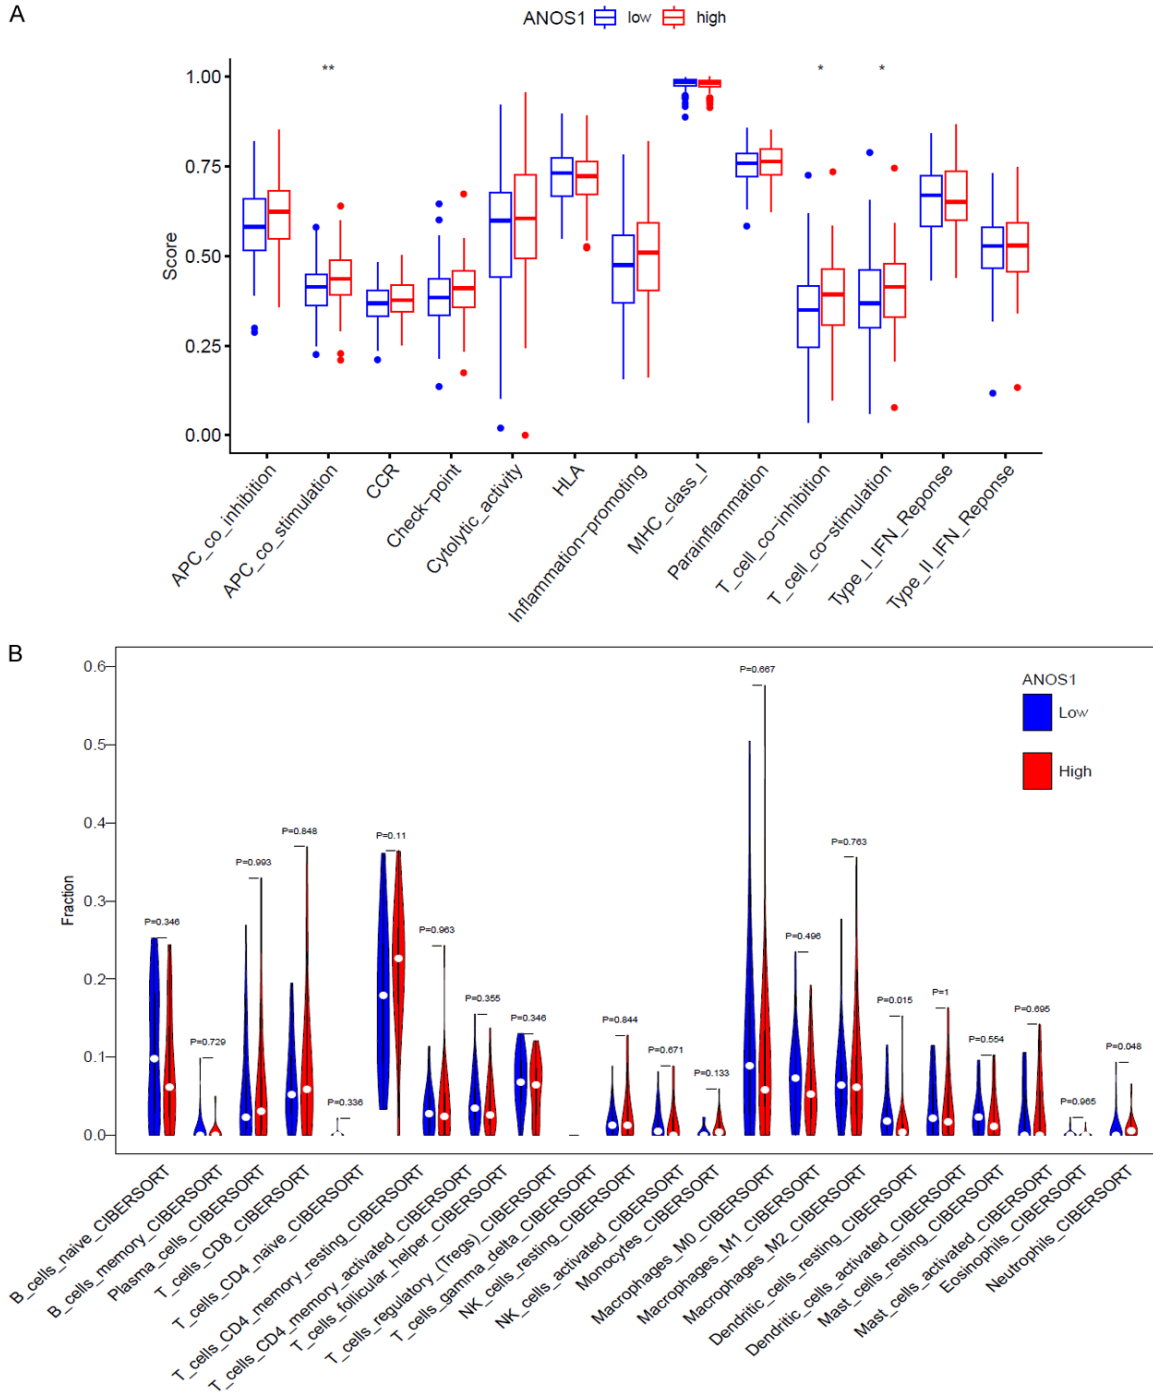 A
ANOS1 low high
** * *
1.00
0.75
0.50
0.25
0.00
Score
APC_co_inhibition
APC_co_stimulation
CCR
Check-point
Cytolytic_activity
HLA
Inflammation-promoting
MHC_class_I
Parainflammation
T_cell_co-inhibition
T_cell_co-stimulation
Type_I_IFN_Reponse
Type_II_IFN_Reponse
B
0.6
0.5
0.4
0.3
0.2
0.1
0.0
Fraction
ANOS1
Low
High
P=0.346
P=0.729
P=0.993
P=0.848
P=0.336
P=0.11
P=0.963
P=0.355
P=0.346
P=0.844
P=0.671
P=0.133
P=0.667
P=0.496
P=0.763
P=0.015
P=1
P=0.554
P=0.695
P=0.965
P=0.048
B_cells_naive_CIBERSORT
B_cells_memory_CIBERSORT
Plasma_cells_CIBERSORT
T_cells_CD8_CIBERSORT
T_cells_CD4_naive_CIBERSORT
T_cells_CD4_memory_resting_CIBERSORT
T_cells_CD4_memory_activated_CIBERSORT
T_cells_follicular_helper_CIBERSORT
T_cells_regulatory_(Tregs)_CIBERSORT
T_cells_gamma_delta_CIBERSORT
NK_cells_resting_CIBERSORT
NK_cells_activated_CIBERSORT
Monocytes_CIBERSORT
Macrophages_M0_CIBERSORT
Macrophages_M1_CIBERSORT
Macrophages_M2_CIBERSORT
Dendritic_cells_resting_CIBERSORT
Dendritic_cells_activated_CIBERSORT
Mast_cells_resting_CIBERSORT
Mast_cells_activated_CIBERSORT
Eosinophils_CIBERSORT
Neutrophils_CIBERSORT